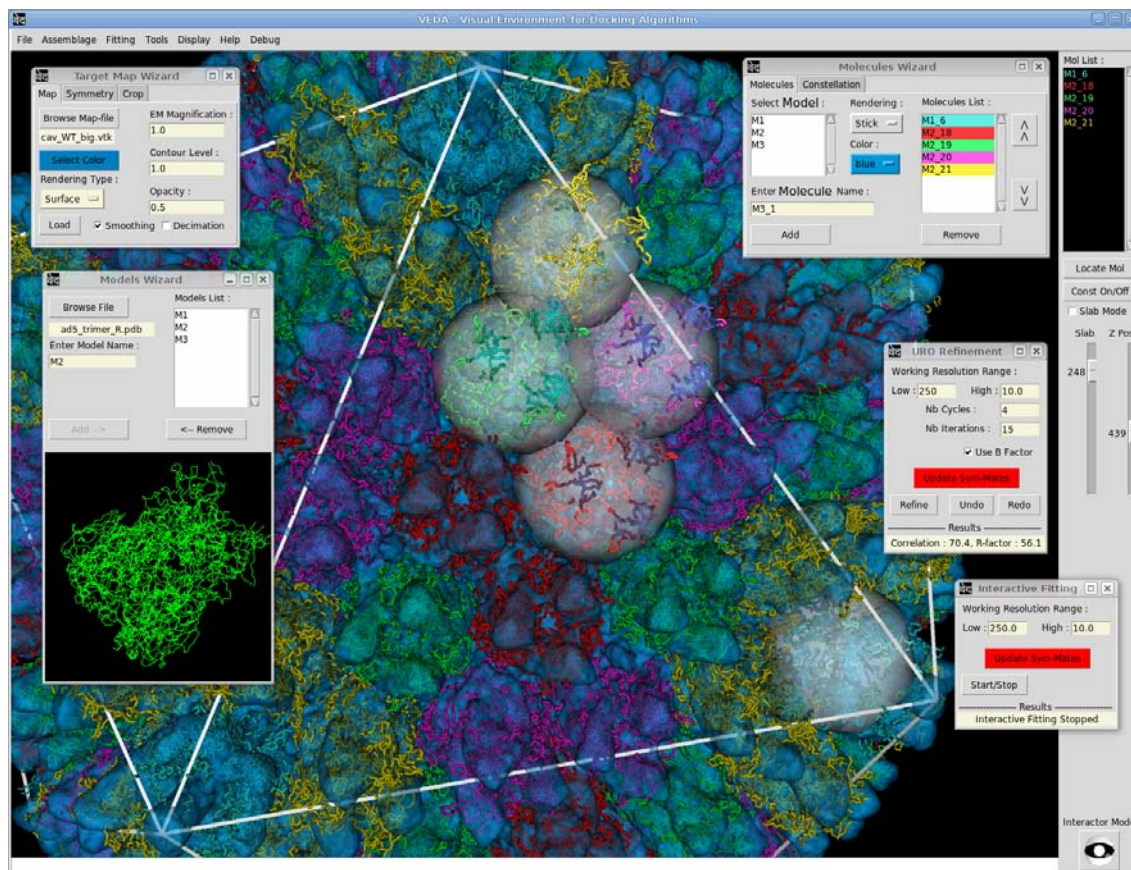 VEDA - Visual Environment for Docking Algorithms
File Assemblage Fitting Tools Display Help Debug
Target Map Wizard
Map Symmetry Crop
Browse Map-file
EM Magnification :
1.0
cav_WT_big.vtk
Select Color
Contour Level :
1.0
Rendering Type :
Surface
Opacity :
0.5
Load Smoothing Decimation
Models Wizard
Browse File
Models List :
M1
M2
M3
ad5_trimer_R.pdb
Enter Model Name :
M2
Add -->
<-- Remove
Molecules Wizard
Molecules Constellation
Select Model :
M1
M2
M3
Rendering :
Stick
Color :
blue
Molecules List :
M1_6
M2_18
M2_19
M2_20
M2_21
Enter Molecule Name :
M3_1
Add
Remove
Mol List :
M1_6
M2_18
M2_19
M2_20
M2_21
Locate Mol
Const On/Off
Slab Mode
Slab Z Pos
248
439
URO Refinement
Working Resolution Range :
Low : 250 High : 10.0
Nb Cycles : 4
Nb Iterations : 15
Use B Factor
Update Sym-Mates
Refine Undo Redo
Results
Correlation : 70.4, R-factor : 56.1
Interactive Fitting
Working Resolution Range :
Low : 250.0 High : 10.0
Update Sym-Mates
Start/Stop
Results
Interactive Fitting Stopped
Interactor Mode